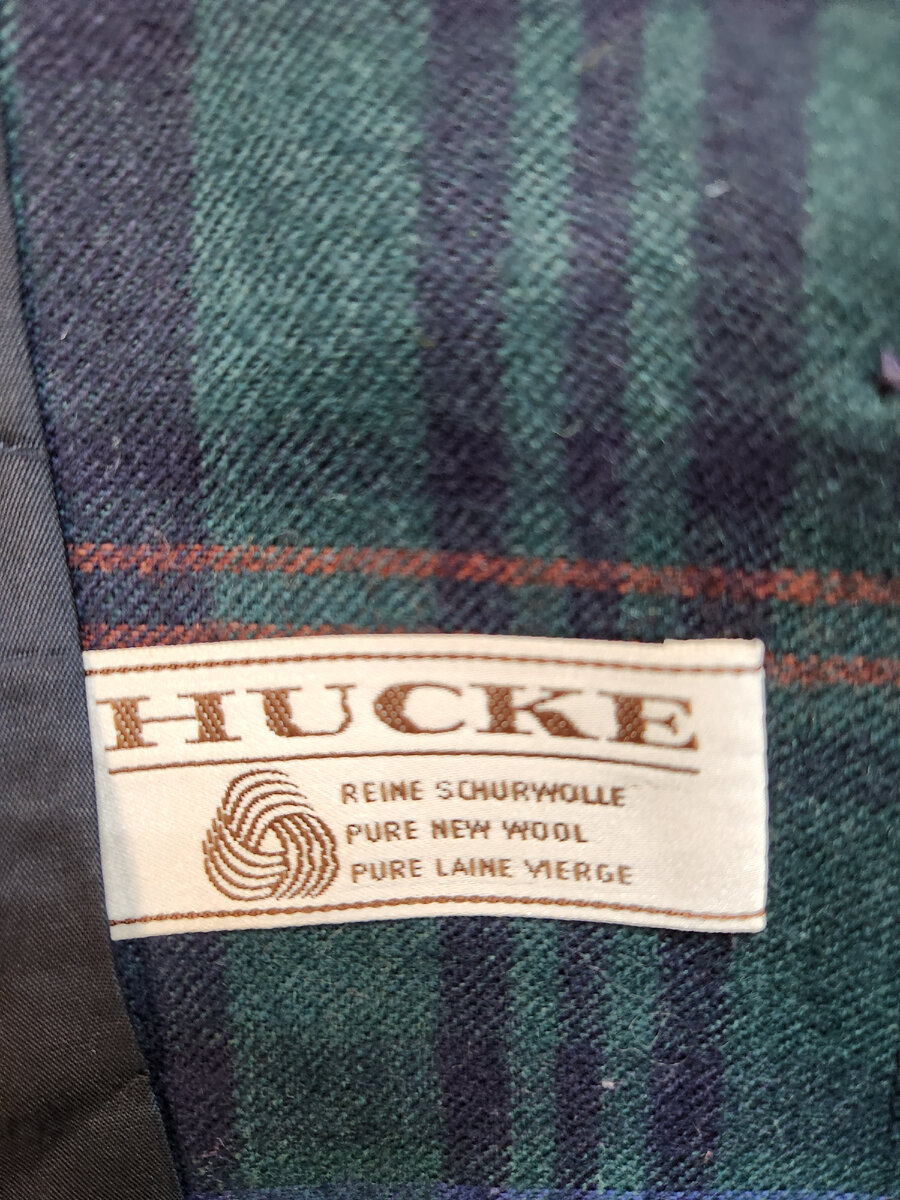 HUCKE
REINE SCHURWOLLE
PURE NEW WOOL
PURE LAINE VIERGE